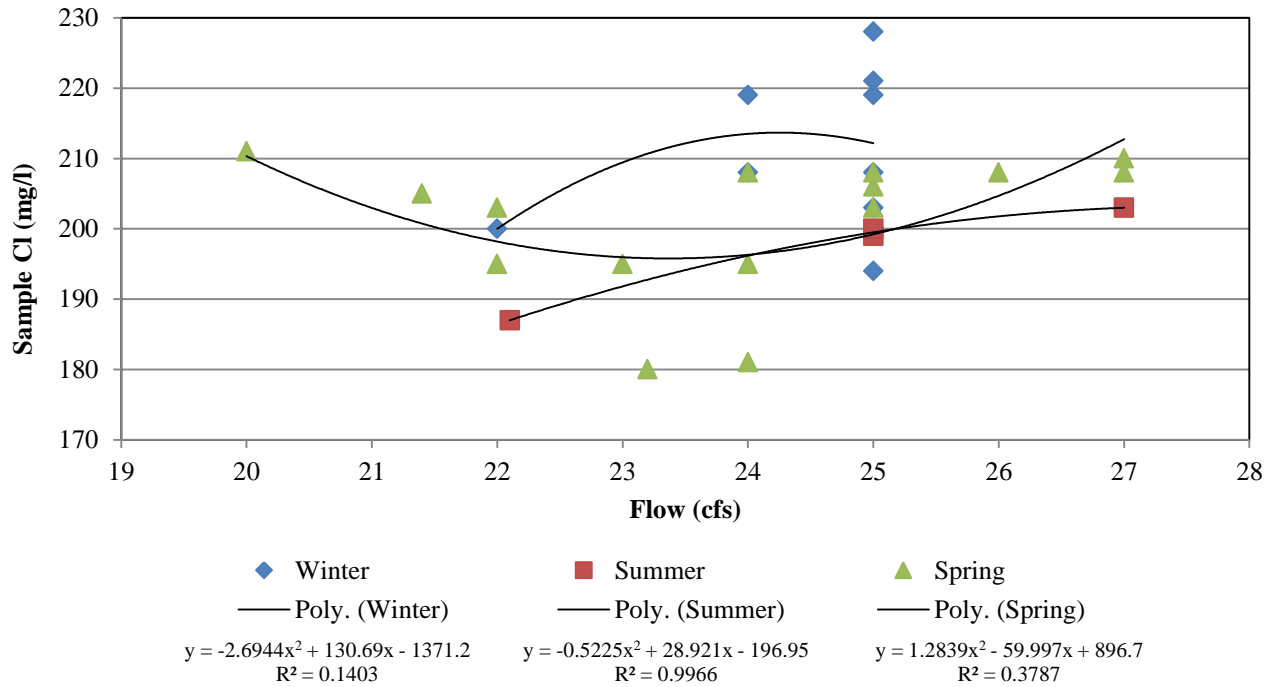 230
220
210
200
190
180
170
Sample Cl (mg/l)
19 20 21 22 23 24 25 26 27 28
Flow (cfs)
Winter Summer Spring
Poly. (Winter) Poly. (Summer) Poly. (Spring)
y = -2.6944x² + 130.69x - 1371.2 y = -0.5225x² + 28.921x - 196.95 y = 1.2839x² - 59.997x + 896.7
R² = 0.1403 R² = 0.9966 R² = 0.3787